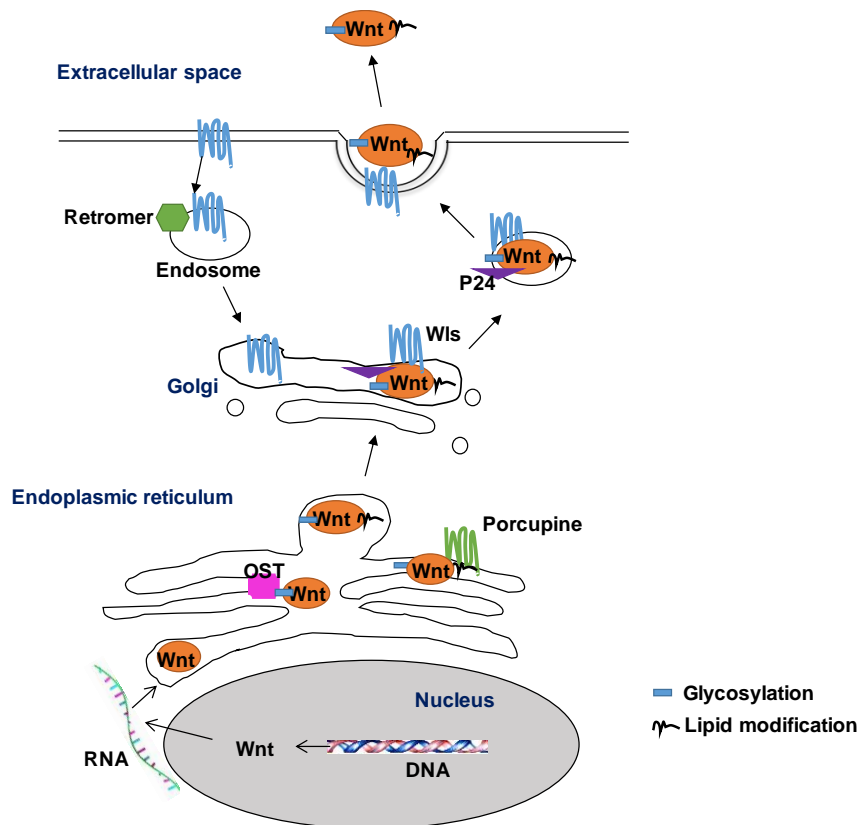 Wnt
Extracellular space
Wnt
Retromer
Endosome
Wnt
P24
Wls
Golgi
Wnt
Endoplasmic reticulum
Wnt
Porcupine
OST
Wnt
Wnt
Wnt
Nucleus
Glycosylation
Lipid modification
Wnt
RNA
DNA